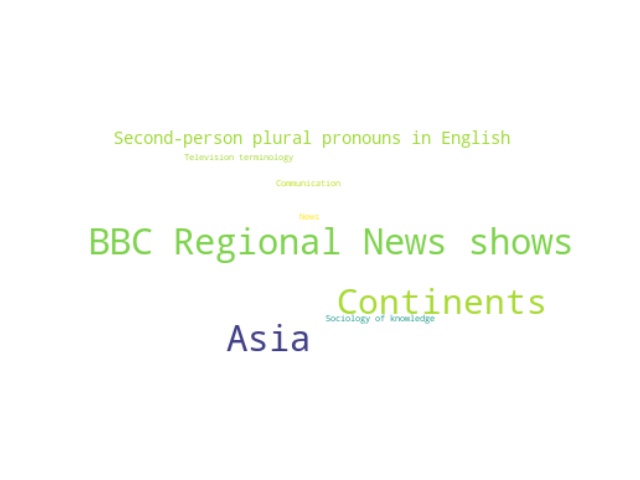 Second-person plural pronouns in English
Television terminology
Communication
News
BBC Regional News shows
Continents
Sociology of knowledge
Asia